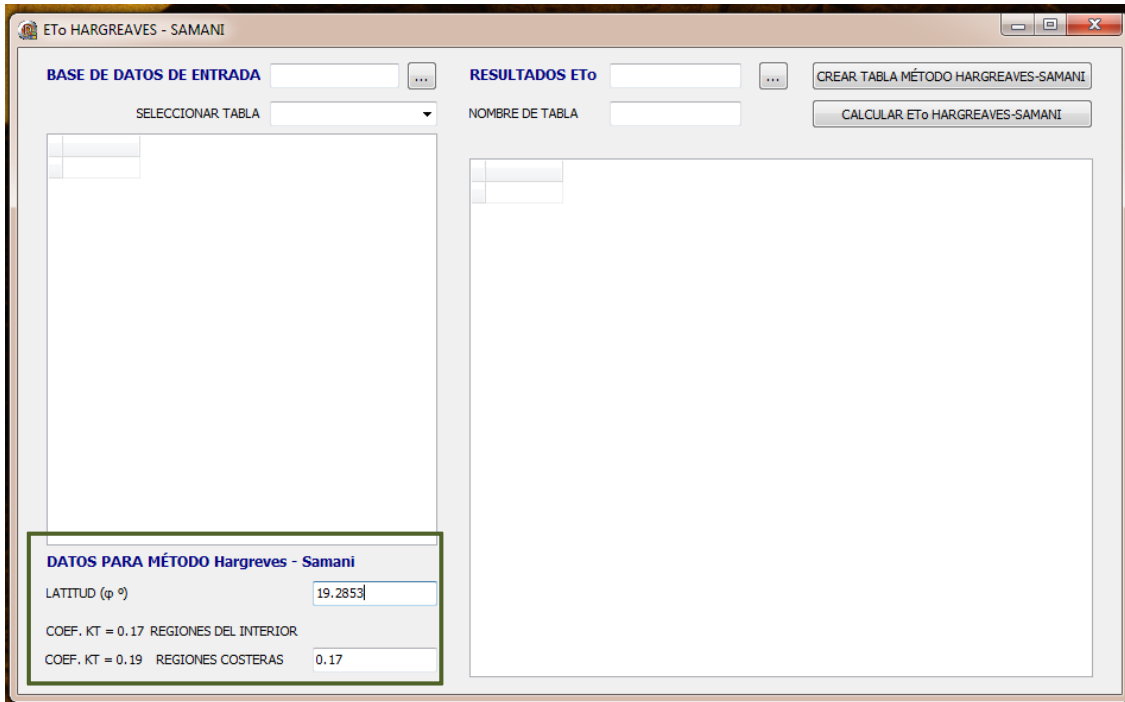 ETo HARGREAVES - SAMANI
BASE DE DATOS DE ENTRADA ...
SELECCIONAR TABLA
RESULTADOS ETo ... CREAR TABLA MÉTODO HARGREAVES-SAMANI
NOMBRE DE TABLA CALCULAR ETo HARGREAVES-SAMANI
DATOS PARA MÉTODO Hargreves - Samani
LATITUD (φ º) 19.2853
COEF. KT = 0.17 REGIONES DEL INTERIOR
COEF. KT = 0.19 REGIONES COSTERAS 0.17